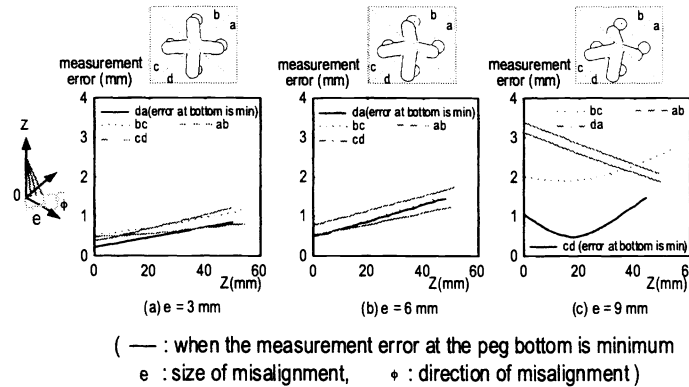 b
a
c
d
b
a
c
d
b
a
c
d
measurement
error (mm)
measurement
error (mm)
measurement
error (mm)
4
3
2
1
0
da(error at bottom is min)
bc
ab
cd
0
20
40
60
Z(mm)
(a) e = 3 mm
4
3
2
1
0
da(error at bottom is min)
bc
ab
cd
0
20
40
60
Z(mm)
(b) e = 6 mm
4
3
2
1
0
bc
ab
da
cd (error at bottom is min)
0
20
40
60
Z(mm)
(c) e = 9 mm
z
0
e
ϕ
( — : when the measurement error at the peg bottom is minimum
e : size of misalignment, ϕ : direction of misalignment )